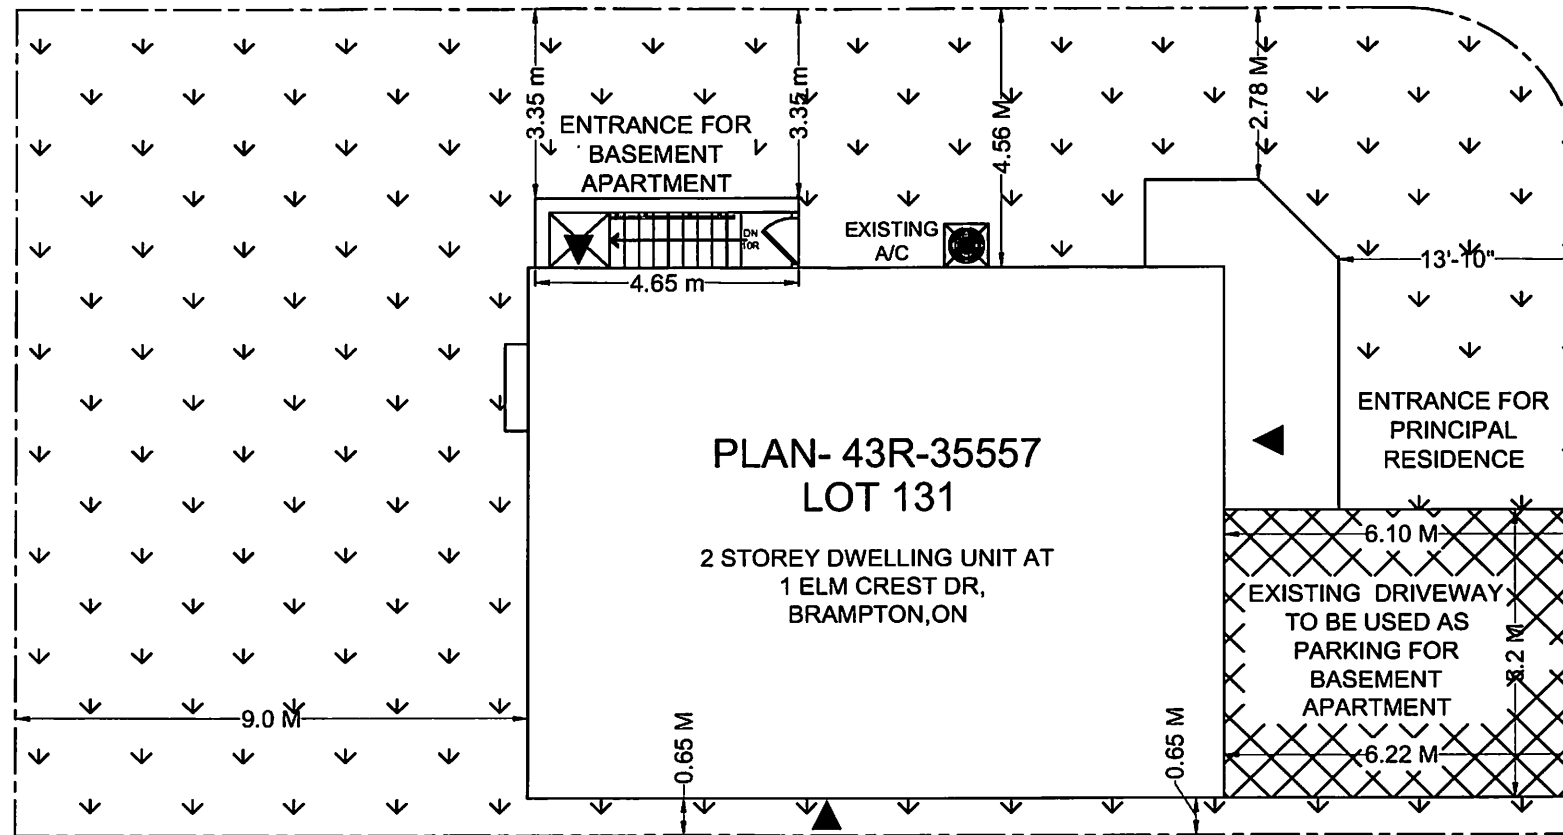 3.35 m
3.35 m
4.56 M
2.78 M
ENTRANCE FOR
BASEMENT
APARTMENT
DN
10R
EXISTING
A/C
4.65 m
13'-10"
ENTRANCE FOR
PRINCIPAL
RESIDENCE
PLAN- 43R-35557
LOT 131
2 STOREY DWELLING UNIT AT
1 ELM CREST DR,
BRAMPTON,ON
6.10 M
EXISTING DRIVEWAY
TO BE USED AS
PARKING FOR
BASEMENT
APARTMENT
6.22 M
9.0 M
0.65 M
0.65 M